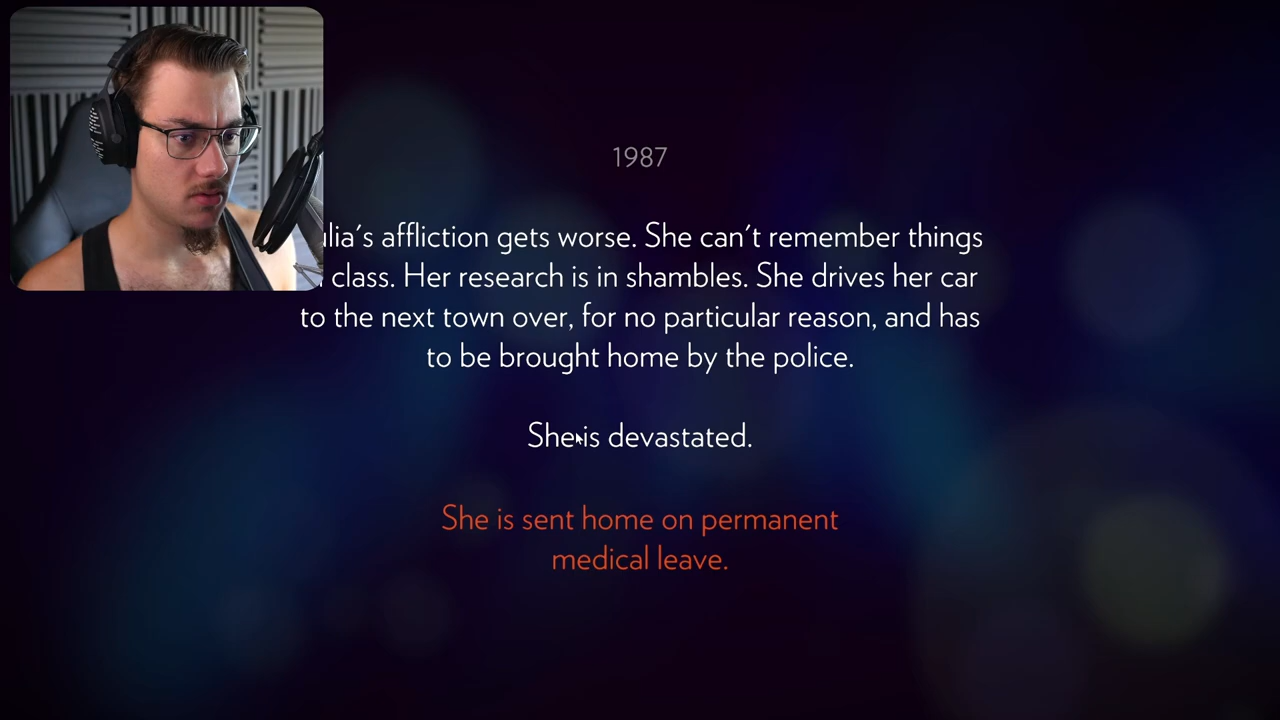 1987
affliction gets worse. She can't remember things
class. Her research is in shambles. She drives her car
to the next town over, for no particular reason, and has
to be brought home by the police.
She is devastated.
She is sent home on permanent
medical leave.